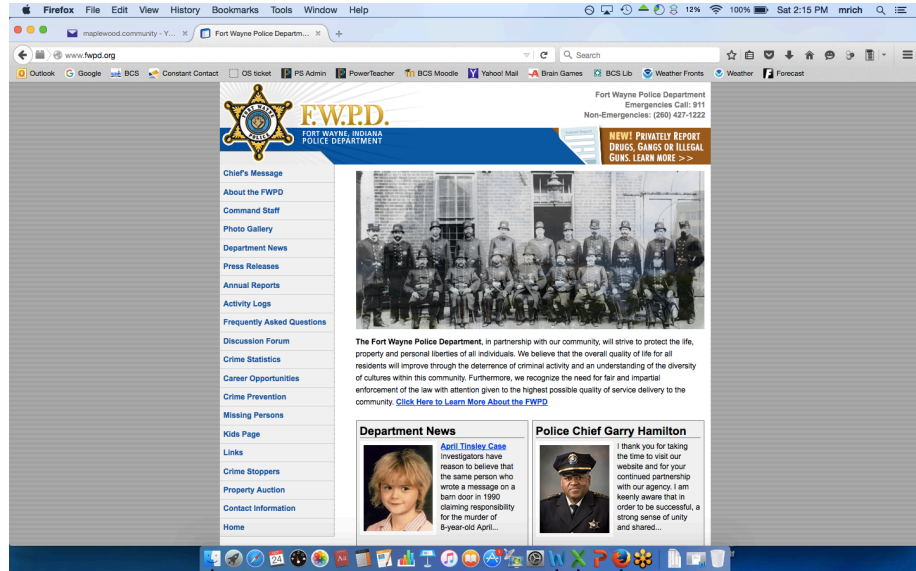 Firefox File Edit View History Bookmarks Tools Window Help 12% 100% Sat 2:15 PM mrich
maplewood.community - Y... × Fort Wayne Police Departm... × +
www.fwpd.org Search
Outlook Google BCS Constant Contact OS ticket PS Admin PowerTeacher BCS Moodle Yahoo! Mail Brain Games BCS Lib Weather Fronts Weather Forecast
FORT WAYNE
POLICE
F.W.P.D.
FORT WAYNE, INDIANA
POLICE DEPARTMENT
Fort Wayne Police Department
Emergencies Call: 911
Non-Emergencies: (260) 427-1222
NEW! PRIVATELY REPORT
DRUGS, GANGS OR ILLEGAL
GUNS. LEARN MORE >>
Chief's Message
About the FWPD
Command Staff
Photo Gallery
Department News
Press Releases
Annual Reports
Activity Logs
Frequently Asked Questions
Discussion Forum
Crime Statistics
Career Opportunities
Crime Prevention
Missing Persons
Kids Page
Links
Crime Stoppers
Property Auction
Contact Information
Home
The Fort Wayne Police Department, in partnership with our community, will strive to protect the life,
property and personal liberties of all individuals. We believe that the overall quality of life for all
residents will improve through the deterrence of criminal activity and an understanding of the diversity
of cultures within this community. Furthermore, we recognize the need for fair and impartial
enforcement of the law with attention given to the highest possible quality of service delivery to the
community. Click Here to Learn More About the FWPD
Department News
April Tinsley Case
Investigators have
reason to believe that
the same person who
wrote a message on a
barn door in 1990
claiming responsibility
for the murder of
8-year-old April...
Police Chief Garry Hamilton
I thank you for taking
the time to visit our
website and for your
continued partnership
with our agency. I am
keenly aware that in
order to be successful, a
strong sense of unity
and shared...
24